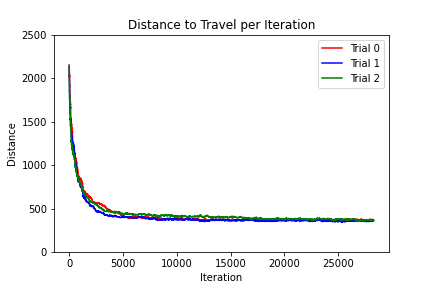 Distance to Travel per Iteration
2500
2000
1500
1000
500
0
Distance
0 5000 10000 15000 20000 25000
Iteration
Trial 0
Trial 1
Trial 2